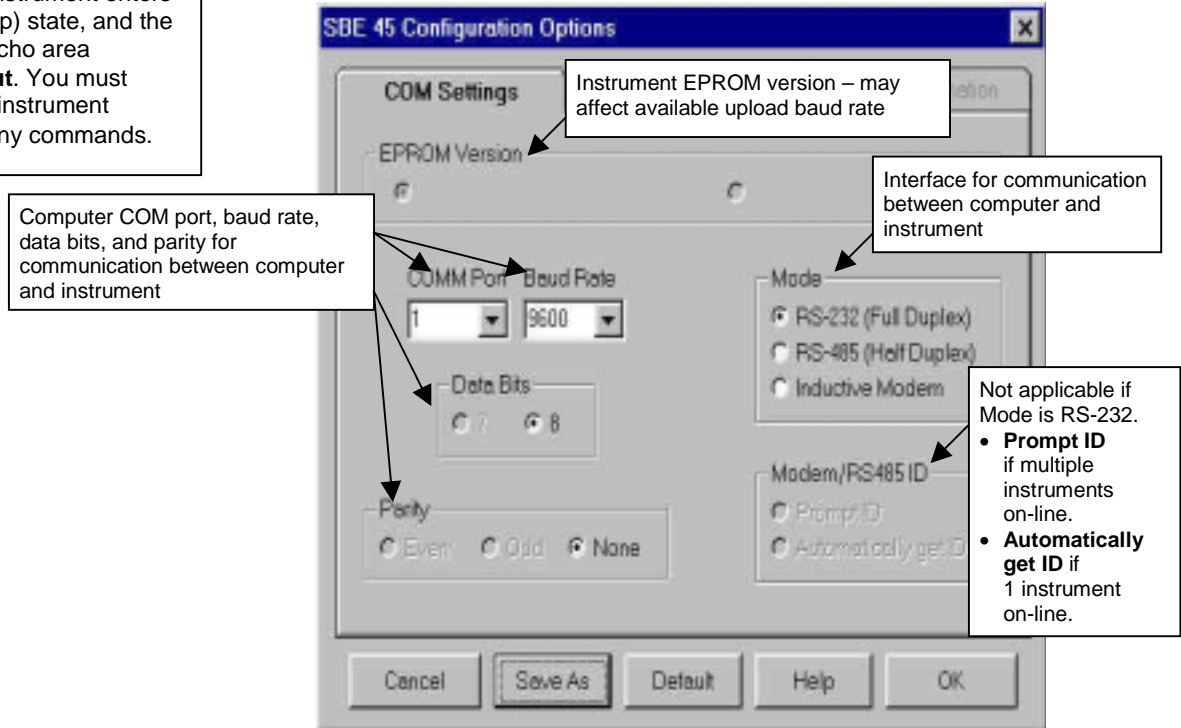 nstrument enters
p) state, and the
cho area
ut. You must
instrument
ny commands.
SBE 45 Configuration Options
COM Settings
Instrument EPROM version – may
affect available upload baud rate
EPROM Version
Computer COM port, baud rate,
data bits, and parity for
communication between computer
and instrument
Interface for communication
between computer and
instrument
COMM Port Baud Rate
1 9600
Mode
RS-232 (Full Duplex)
RS-485 (Half Duplex)
Inductive Modem
Data Bits
7 8
Not applicable if
Mode is RS-232.
• Prompt ID
if multiple
instruments
on-line.
• Automatically
get ID if
1 instrument
on-line.
Modem/RS485 ID
Prompt ID
Automatically get ID
Parity
Even Odd None
Cancel Save As Default Help OK